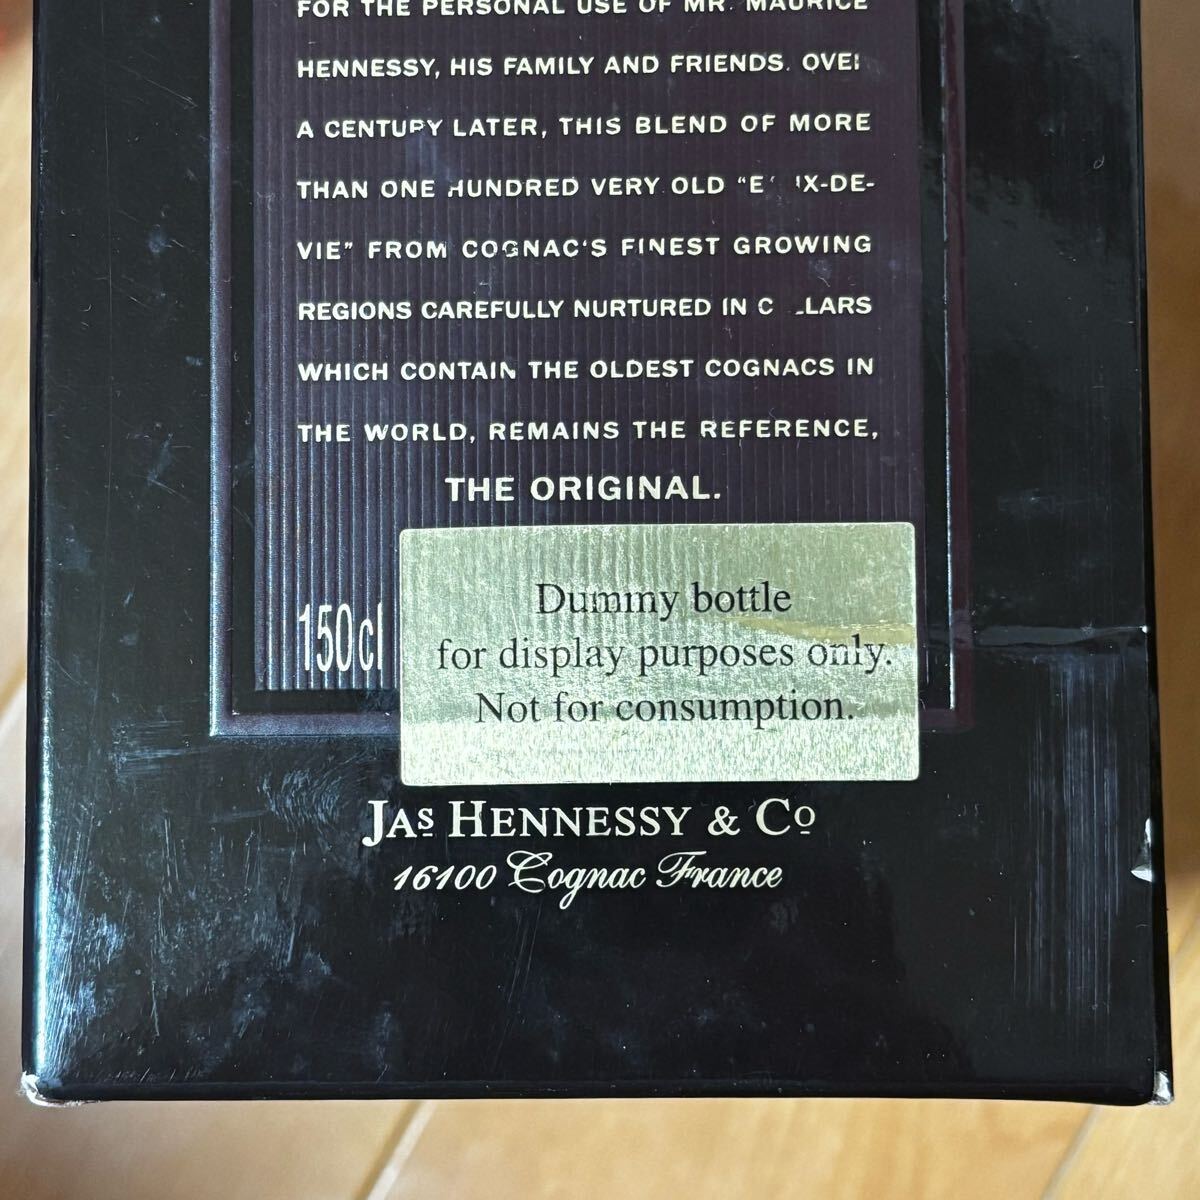 FOR THE PERSONAL USE OF MR. MAURICE
HENNESSY, HIS FAMILY AND FRIENDS. OVER
A CENTURY LATER, THIS BLEND OF MORE
THAN ONE HUNDRED VERY OLD "EAUX-DE-
VIE" FROM COGNAC'S FINEST GROWING
REGIONS CAREFULLY NURTURED IN CELLARS
WHICH CONTAIN THE OLDEST COGNACS IN
THE WORLD, REMAINS THE REFERENCE,
THE ORIGINAL.
150cl
Dummy bottle
for display purposes only.
Not for consumption.
JAS HENNESSY & Co
16100 Cognac France